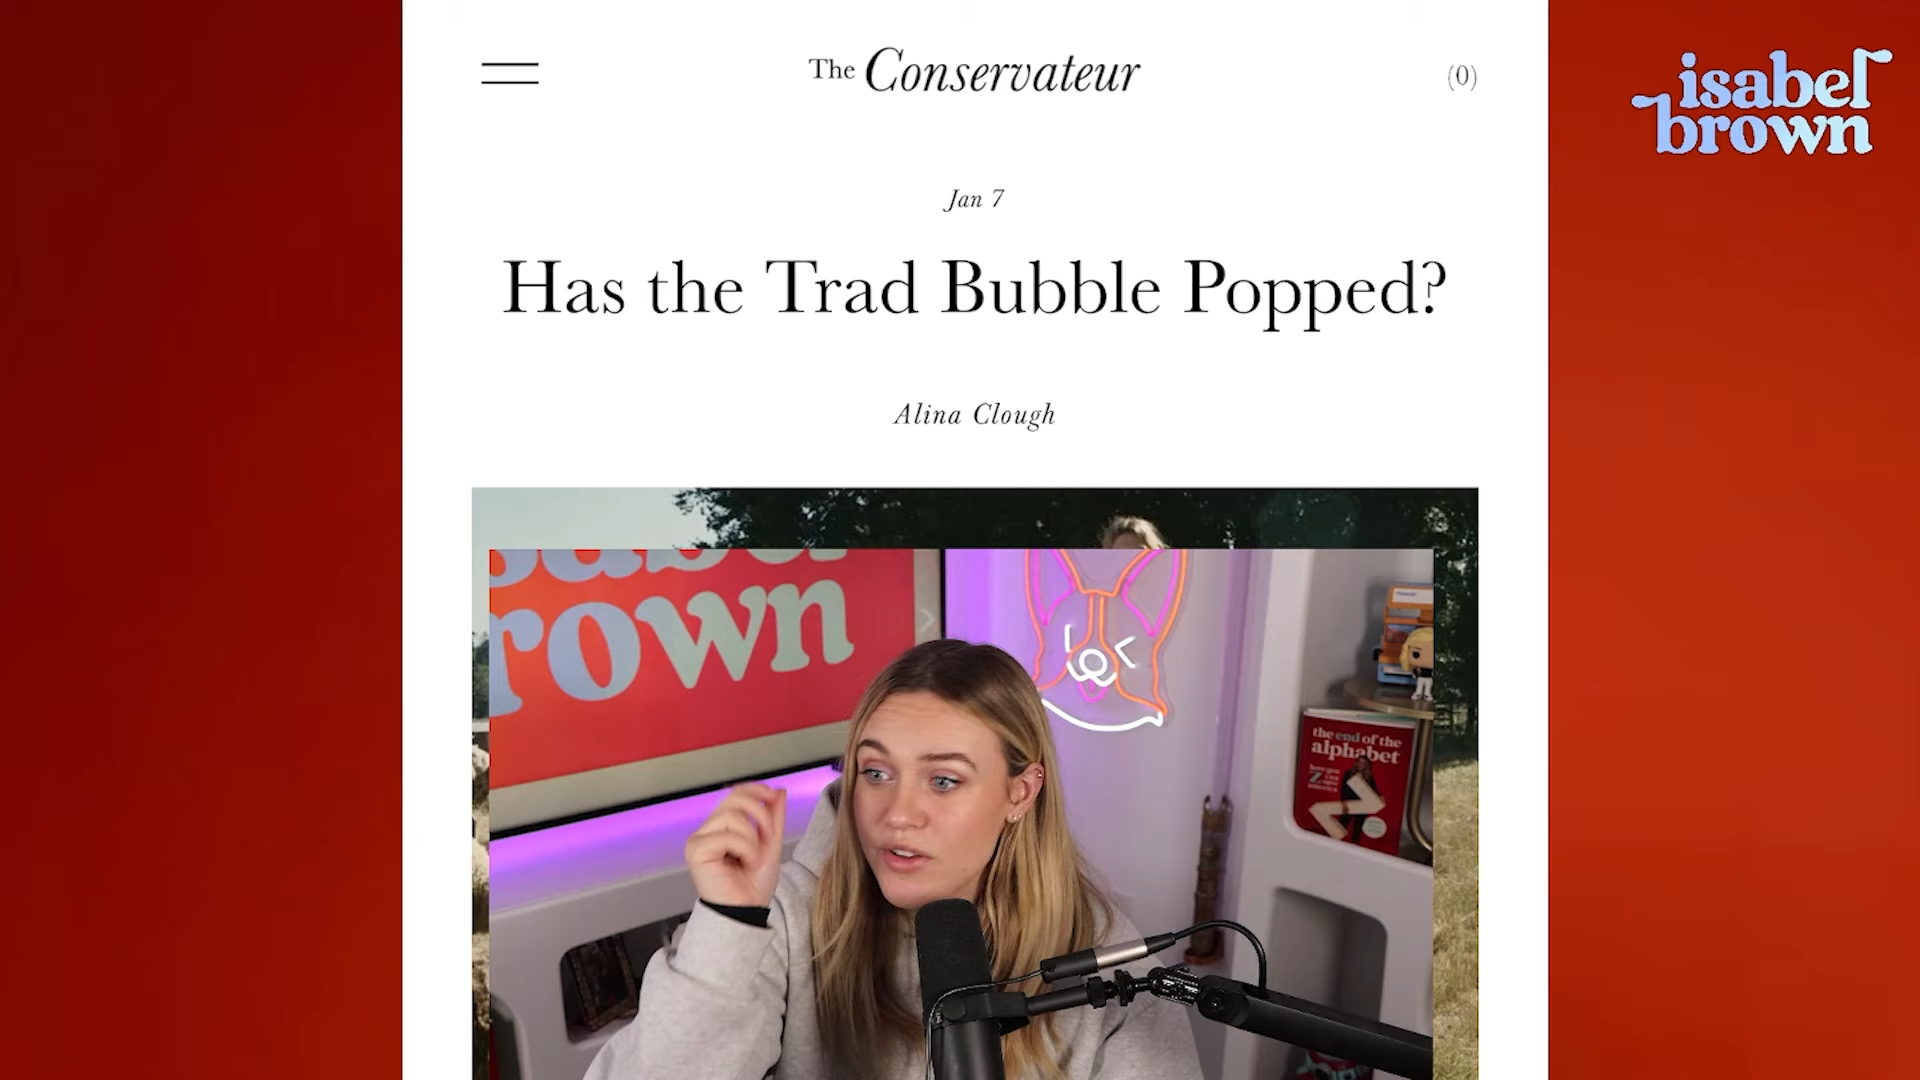 The Conservateur
(0)
isabel
brown
Jan 7
Has the Trad Bubble Popped?
Alina Clough
rown
the end of the
alphabet